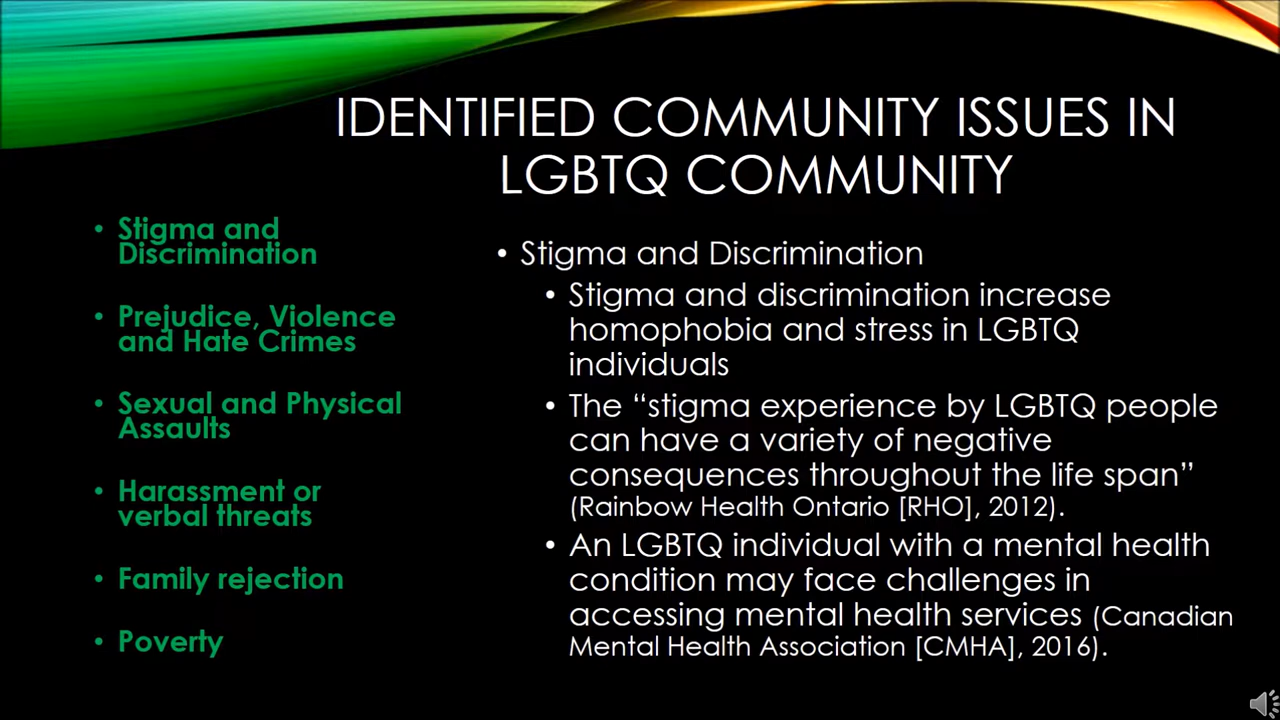 IDENTIFIED COMMUNITY ISSUES IN
LGBTQ COMMUNITY
• Stigma and
Discrimination
• Prejudice, Violence
and Hate Crimes
• Sexual and Physical
Assaults
• Harassment or
verbal threats
• Family rejection
• Poverty
• Stigma and Discrimination
• Stigma and discrimination increase
homophobia and stress in LGBTQ
individuals
• The “stigma experience by LGBTQ people
can have a variety of negative
consequences throughout the life span”
(Rainbow Health Ontario [RHO], 2012).
• An LGBTQ individual with a mental health
condition may face challenges in
accessing mental health services (Canadian
Mental Health Association [CMHA], 2016).